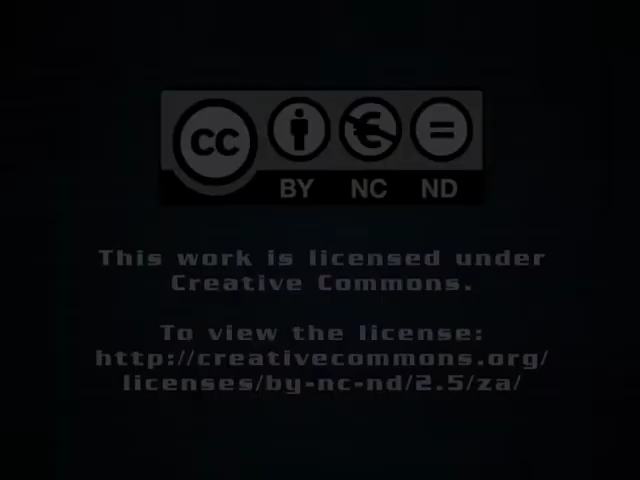 cc
BY NC ND
This work is licensed under
Creative Commons.
To view the license:
http://creativecommons.org/
licenses/by-nc-nd/2.5/za/